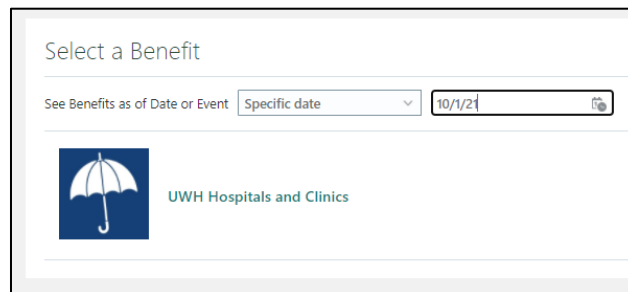 Select a Benefit
See Benefits as of Date or Event Specific date 10/1/21
UWH Hospitals and Clinics